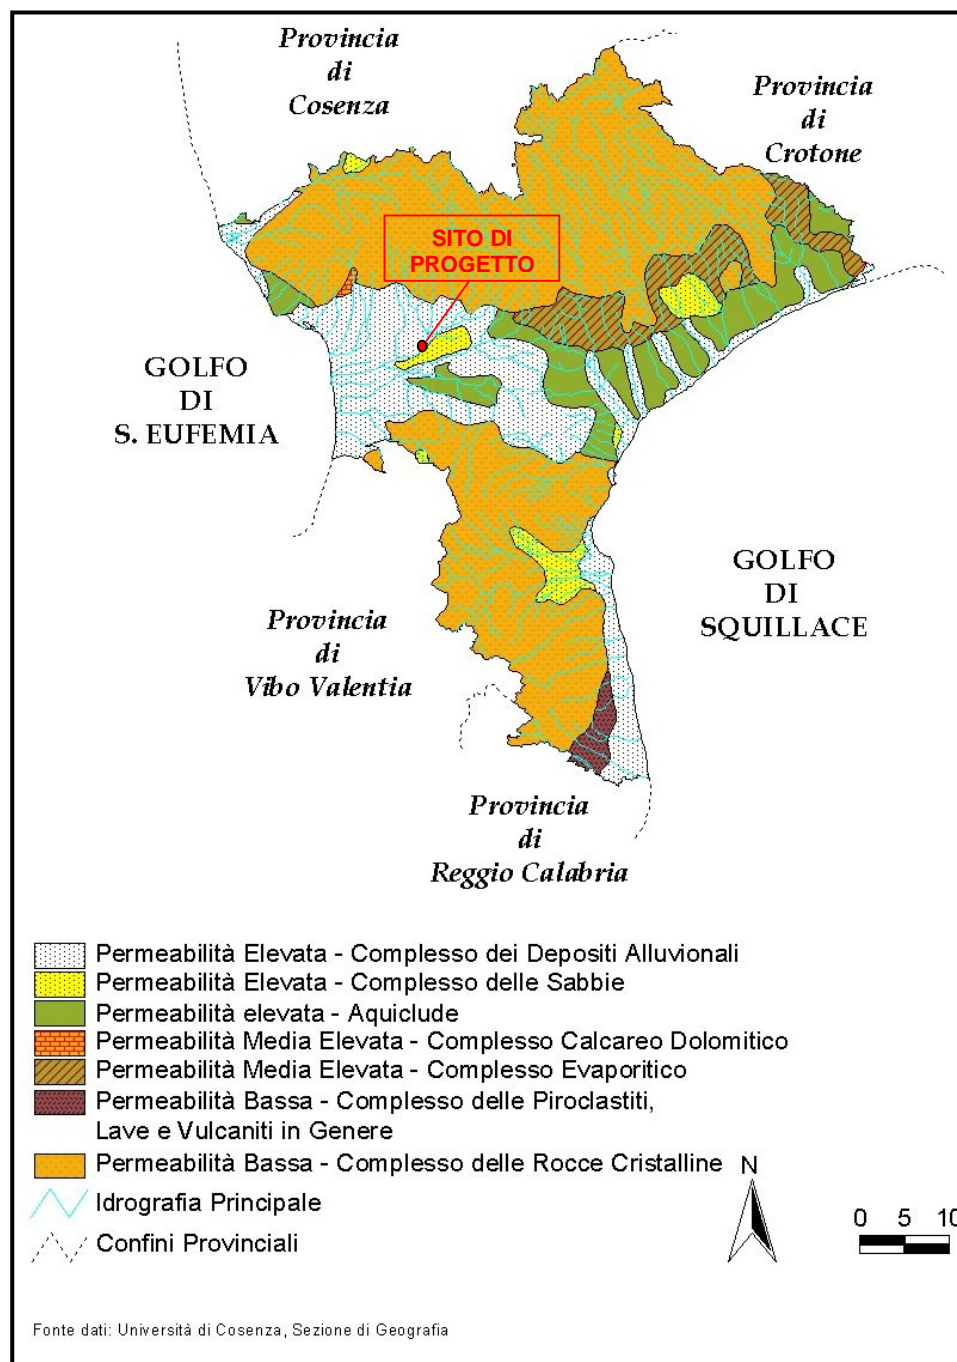 Provincia
di
Cosenza
Provincia
di
Crotone
SITO DI
PROGETTO
GOLFO
DI
S. EUFEMIA
GOLFO
DI
SQUILLACE
Provincia
di
Vibo Valentia
Provincia
di
Reggio Calabria
Permeabilità Elevata - Complesso dei Depositi Alluvionali
Permeabilità Elevata - Complesso delle Sabbie
Permeabilità elevata - Aquiclude
Permeabilità Media Elevata - Complesso Calcareo Dolomitico
Permeabilità Media Elevata - Complesso Evaporitico
Permeabilità Bassa - Complesso delle Piroclastiti,
Lave e Vulcaniti in Genere
Permeabilità Bassa - Complesso delle Rocce Cristalline
Idrografia Principale
Confini Provinciali
N
0 5 10
Fonte dati: Università di Cosenza, Sezione di Geografia